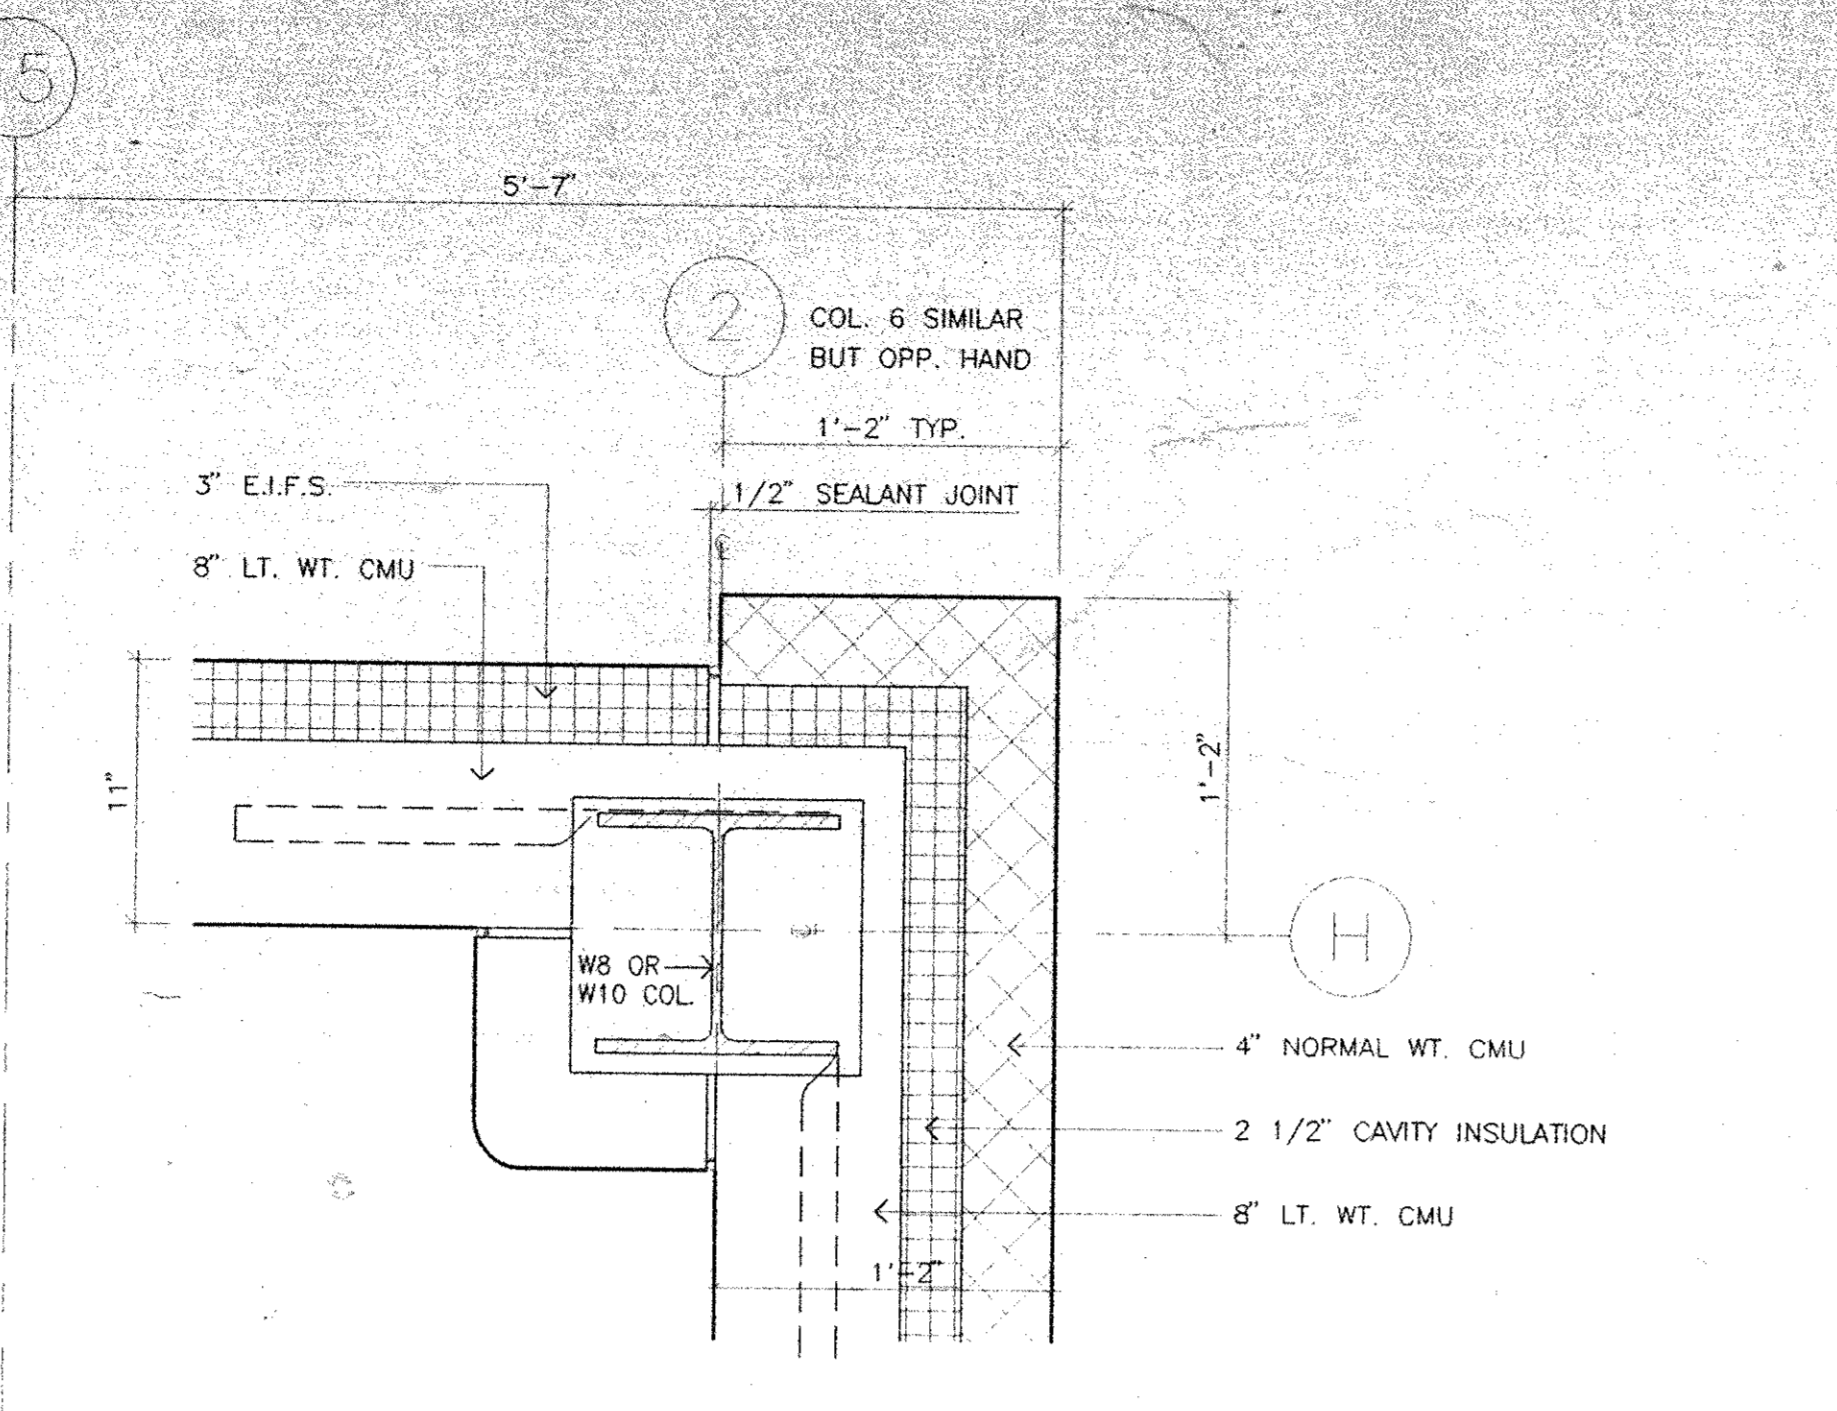 5
5'-7"
2
COL. 6 SIMILAR
BUT OPP. HAND
1'-2" TYP.
3" E.I.F.S.
1/2" SEALANT JOINT
8" LT. WT. CMU
11"
1'-2"
H
W8 OR
W10 COL.
4" NORMAL WT. CMU
2 1/2" CAVITY INSULATION
8" LT. WT. CMU
1'-2"